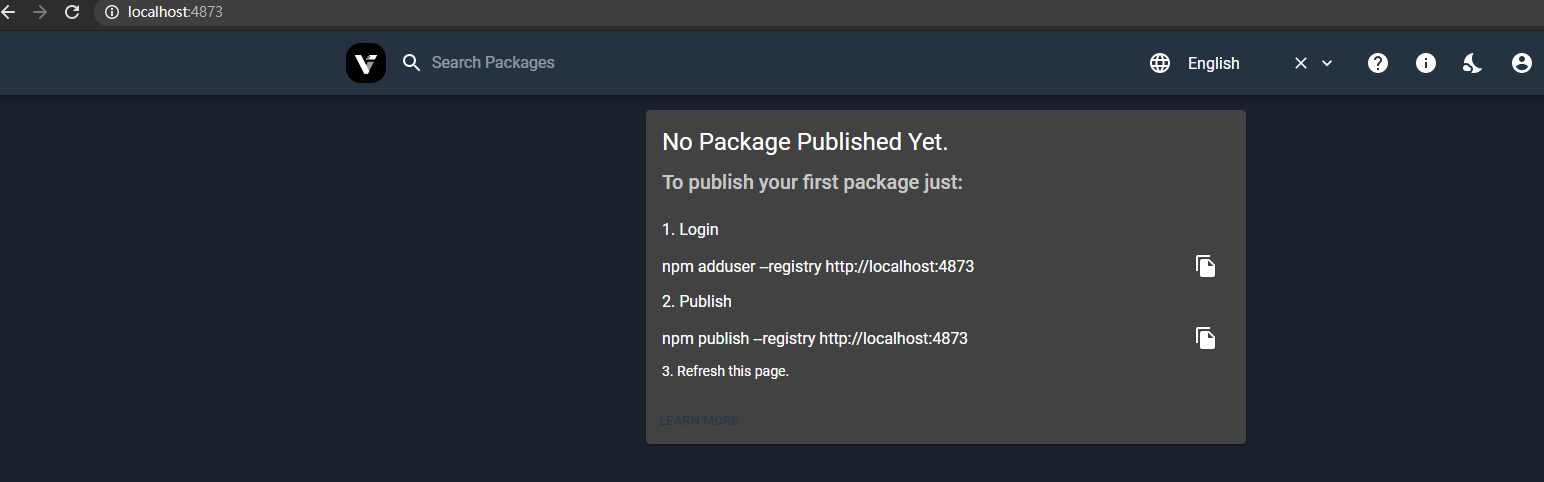 localhost:4873
Search Packages
English
No Package Published Yet.
To publish your first package just:
1. Login
npm adduser --registry http://localhost:4873
2. Publish
npm publish --registry http://localhost:4873
3. Refresh this page.
LEARN MORE